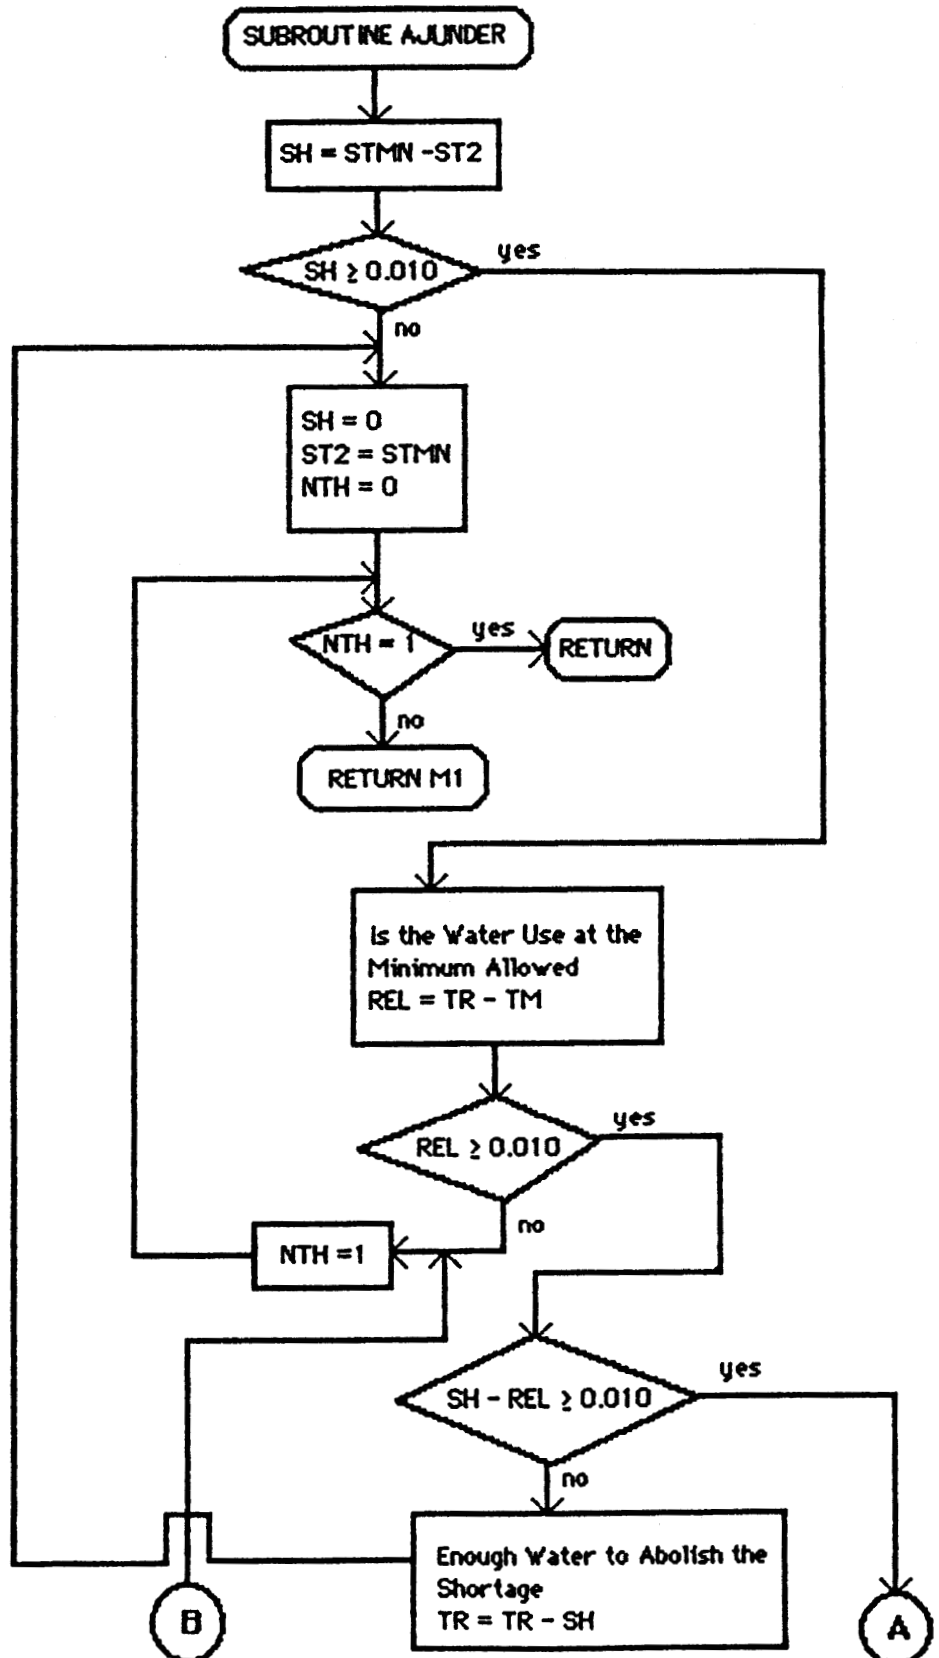 SUBROUTINE AJUNDER
SH = STMN -ST2
SH ≥ 0.010
yes
no
SH = 0
ST2 = STMN
NTH = 0
NTH = 1
yes
RETURN
no
RETURN M1
Is the Water Use at the
Minimum Allowed
REL = TR - TM
REL ≥ 0.010
yes
no
NTH =1
SH - REL ≥ 0.010
yes
no
Enough Water to Abolish the
Shortage
TR = TR - SH
B
A